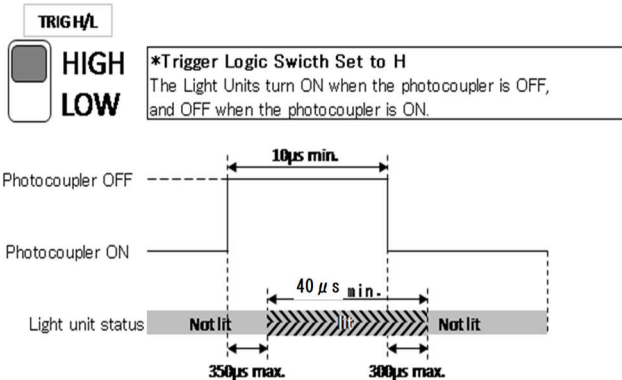 TRIG H/L
HIGH
LOW
*Trigger Logic Swicth Set to H
The Light Units turn ON when the photocoupler is OFF,
and OFF when the photocoupler is ON.
10μs min.
Photocoupler OFF
Photocoupler ON
40μs min.
Light unit status
Not lit
lit
Not lit
350μs max.
300μs max.